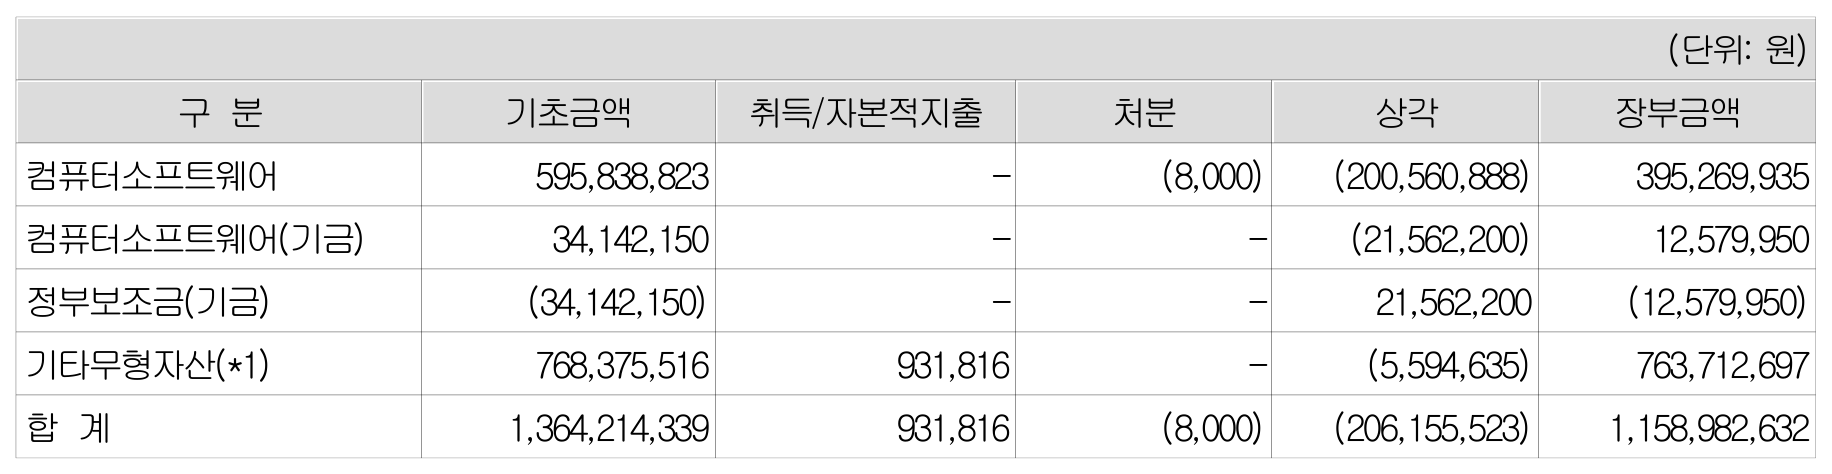 (단위: 원)
구 분 기초금액 취득/자본적지출 처분 상각 장부금액
컴퓨터소프트웨어 595,838,823 - (8,000) (200,560,888) 395,269,935
컴퓨터소프트웨어(기금) 34,142,150 - - (21,562,200) 12,579,950
정부보조금(기금) (34,142,150) - - 21,562,200 (12,579,950)
기타무형자산(*1) 768,375,516 931,816 - (5,594,635) 763,712,697
합 계 1,364,214,339 931,816 (8,000) (206,155,523) 1,158,982,632